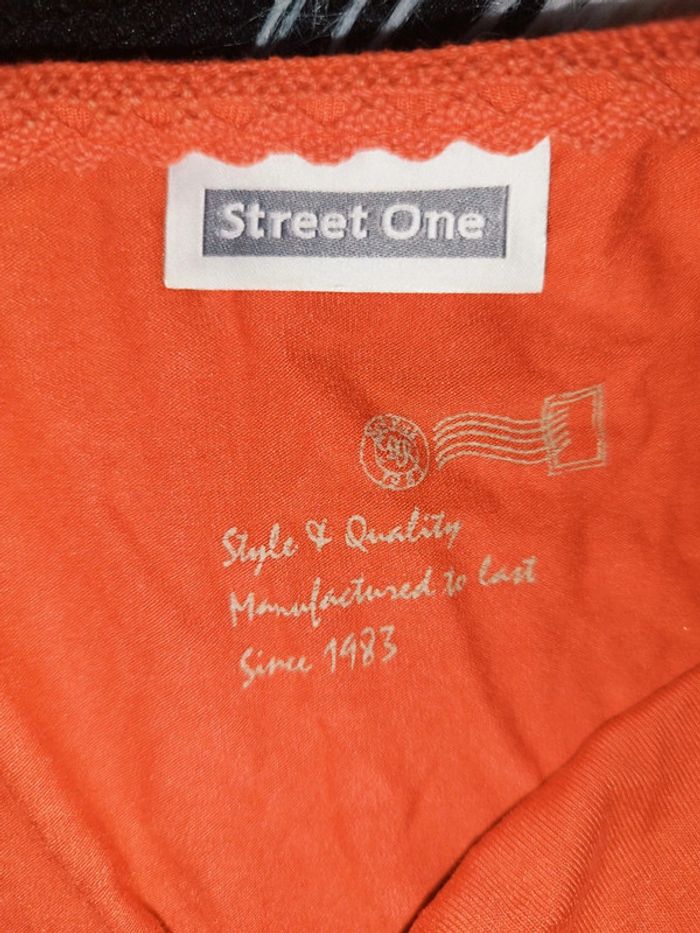 Street One
Style & Quality
Manufactured to last
Since 1983